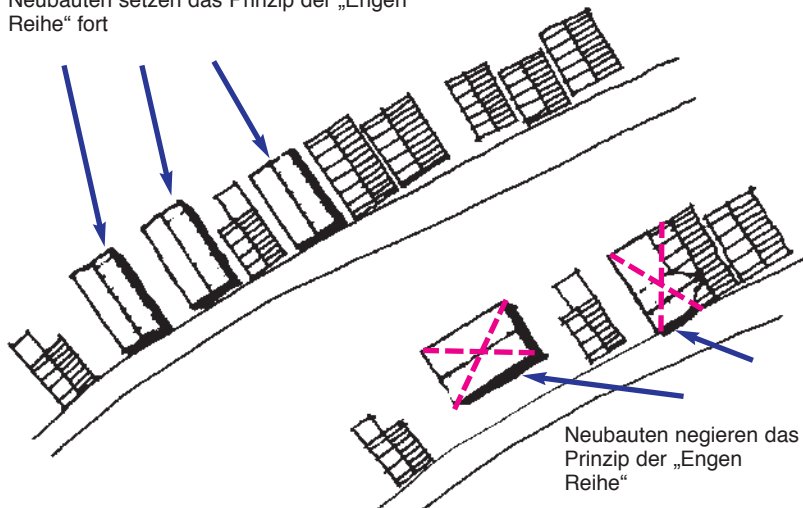 Neubauten setzen das Prinzip der „Engen
Reihe“ fort
Neubauten negieren das
Prinzip der „Engen
Reihe“